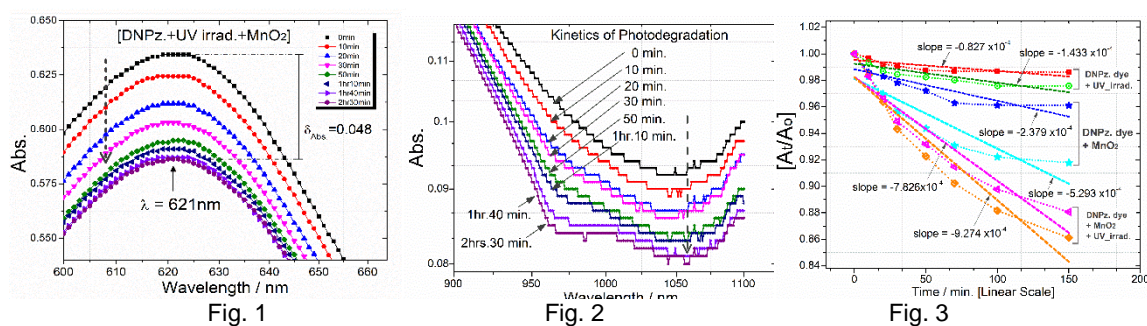 [DNPz.+UV irrad.+MnO2]
0min
10min
20min
30min
50min
1hr10min
1hr40min
2hr30min
δAbs =0.048
λ = 621nm
0.650
0.625
0.600
0.575
0.550
Abs.
600
610
620
630
640
650
660
Wavelength / nm
Fig. 1
Kinetics of Photodegradation
0 min.
10 min.
20 min.
30 min.
50 min.
1hr.10 min.
1hr.40 min.
2hrs.30 min.
0.11
0.1
0.09
0.08
Abs.
900
950
1000
1050
1100
Wavelength / nm
Fig. 2
slope = -0.827 x10⁻⁴
slope = -1.433 x10⁻
DNPz. dye
+ UV_irrad.
slope = -2.379 x10⁻⁴
DNPz. dye
+ MnO2
slope = -7.826x10⁻⁴
slope = -5.293 x10⁻
slope = -9.274 x10⁻⁴
DNPz. dye
+ MnO2
+ UV_irrad.
1.02
1.00
0.98
0.96
0.94
0.92
0.90
0.88
0.86
0.84
[At/Ao]
0
50
100
150
200
Time / min. [Linear Scale]
Fig. 3